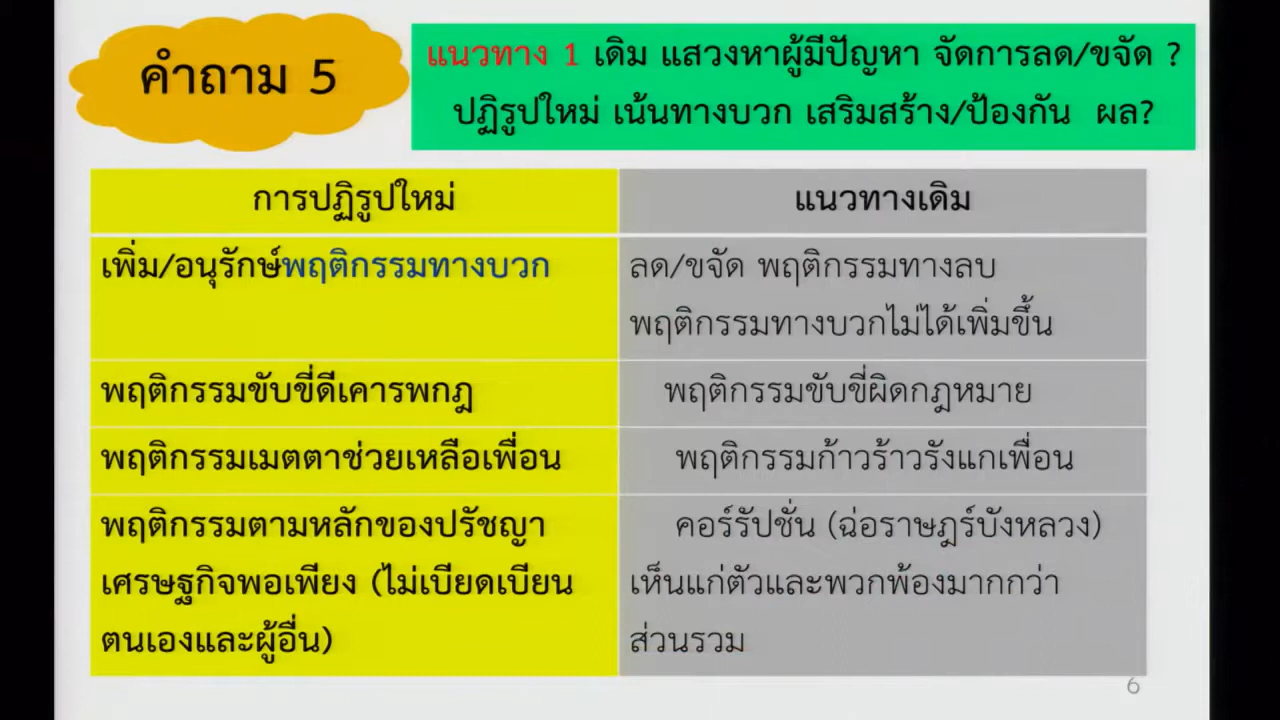 คำถาม 5
แนวทาง 1 เดิม แสวงหาผู้มีปัญหา จัดการลด/ขจัด ?
ปฏิรูปใหม่ เน้นทางบวก เสริมสร้าง/ป้องกัน ผล?
การปฏิรูปใหม่
แนวทางเดิม
เพิ่ม/อนุรักษ์พฤติกรรมทางบวก
ลด/ขจัด พฤติกรรมทางลบ
พฤติกรรมทางบวกไม่ได้เพิ่มขึ้น
พฤติกรรมขับขี่ดีเคารพกฎ
พฤติกรรมขับขี่ผิดกฎหมาย
พฤติกรรมเมตตาช่วยเหลือเพื่อน
พฤติกรรมก้าวร้าวรังแกเพื่อน
พฤติกรรมตามหลักของปรัชญา
เศรษฐกิจพอเพียง (ไม่เบียดเบียน
ตนเองและผู้อื่น)
คอร์รัปชั่น (ฉ่อราษฎร์บังหลวง)
เห็นแก่ตัวและพวกพ้องมากกว่า
ส่วนรวม
6